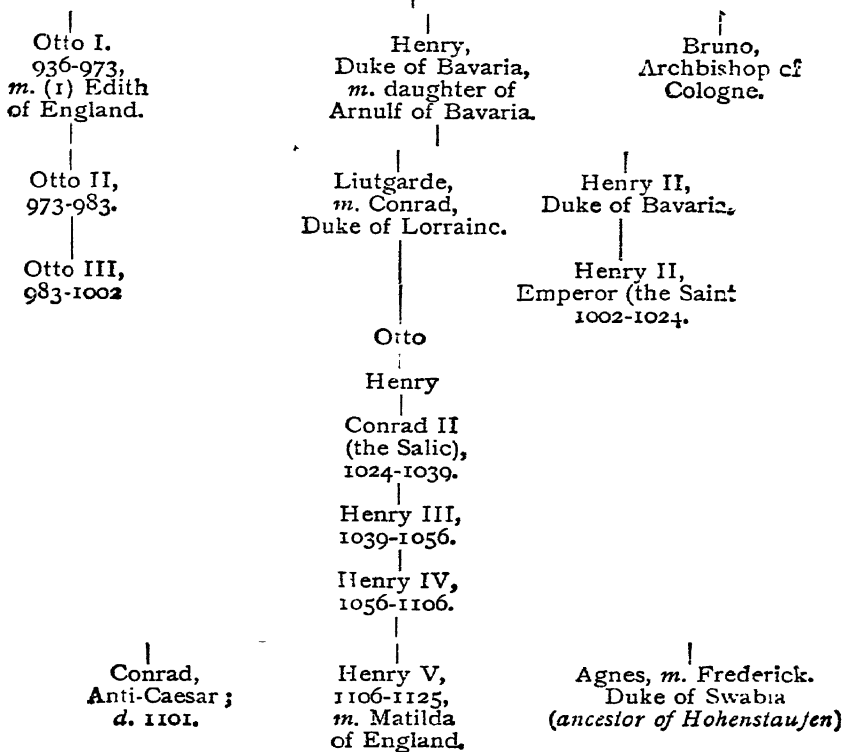 Otto I.
936-973,
m. (1) Edith
of England.
Henry,
Duke of Bavaria,
m. daughter of
Arnulf of Bavaria.
Bruno,
Archbishop of
Cologne.
Otto II,
973-983.
Liutgarde,
m. Conrad,
Duke of Lorraine.
Henry II,
Duke of Bavaria.
Otto III,
983-1002
Henry II,
Emperor (the Saint
1002-1024.
Otto
Henry
Conrad II
(the Salic),
1024-1039.
Henry III,
1039-1056.
Henry IV,
1056-1106.
Conrad,
Anti-Caesar;
d. 1101.
Henry V,
1106-1125,
m. Matilda
of England.
Agnes, m. Frederick.
Duke of Swabia
(ancestor of Hohenstaufen)